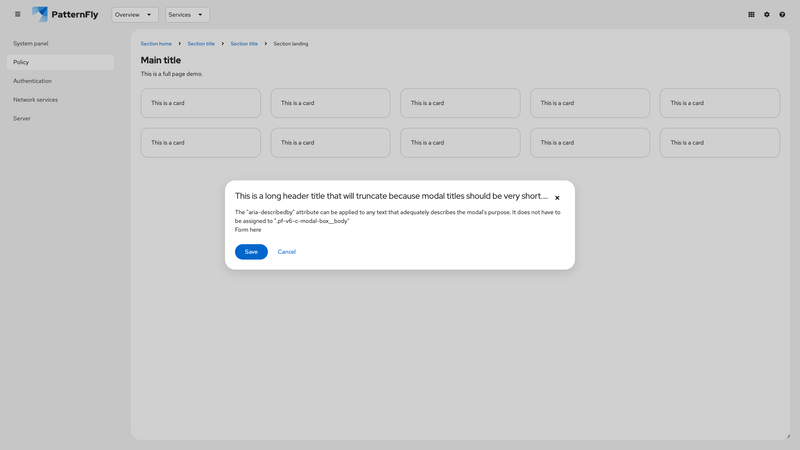 PatternFly
Overview
Services
System panel
Policy
Authentication
Network services
Server
Section home
Section title
Section title
Section landing
Main title
This is a full page demo.
This is a card
This is a card
This is a card
This is a card
This is a card
This is a card
This is a card
This is a card
This is a card
This is a card
This is a long header title that will truncate because modal titles should be very short....
The "aria-describedby" attribute can be applied to any text that adequately describes the modal's purpose. It does not have to
be assigned to ".pf-v6-c-modal-box__body"
Form here
Save
Cancel